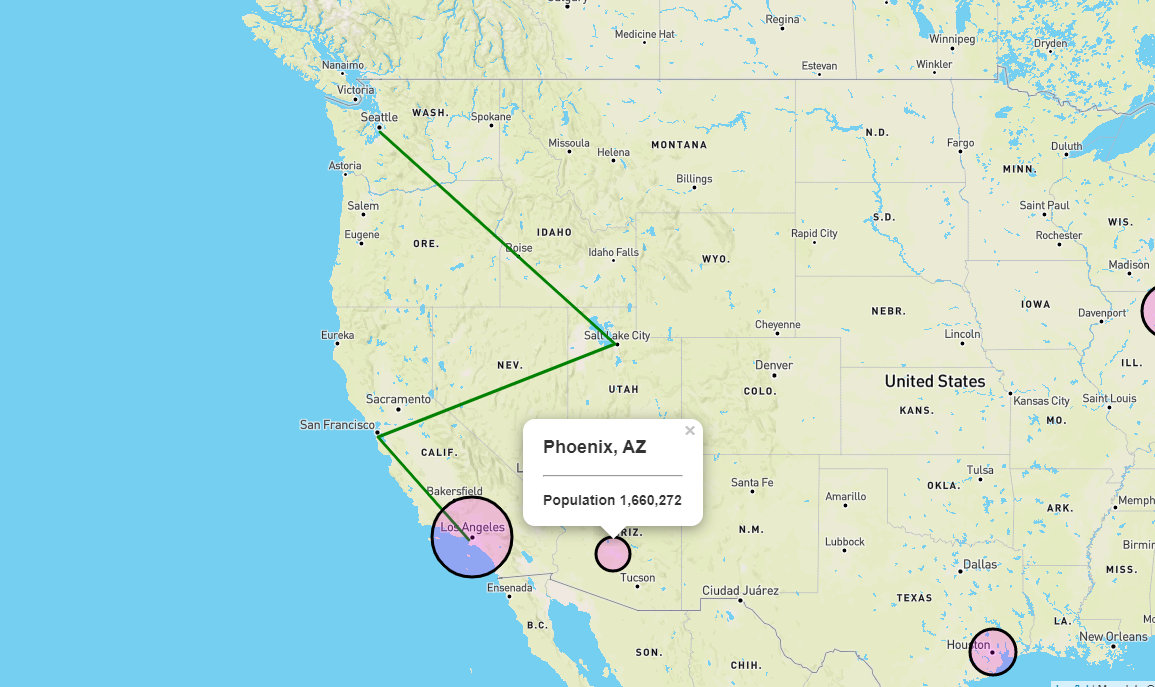 Calgary
Regina
Medicine Hat
Winnipeg
Dryden
Nanaimo
Estevan
Winkler
Victoria
Seattle
WASH.
Spokane
N.D.
Fargo
Duluth
Missoula
Helena
MONTANA
Astoria
Billings
MINN.
Salem
Saint Paul
S.D.
WIS.
Eugene
ORE.
IDAHO
Rapid City
Rochester
Boise
Idaho Falls
WYO.
Madison
IOWA
NEBR.
Davenport
Eureka
Salt Lake City
Cheyenne
Lincoln
NEV.
Denver
ILL.
UTAH
COLO.
United States
Sacramento
Kansas City
Saint Louis
KANS.
San Francisco
MO.
CALIF.
Phoenix, AZ
×
L
Tulsa
Bakersfield
Santa Fe
OKLA.
Population 1,660,272
Amarillo
Memph
ARK.
Los Angeles
RIZ.
N.M.
Lubbock
Birmir
Dallas
MISS.
Tucson
Ensenada
Ciudad Juárez
TEXAS
B.C.
LA.
New Orleans
Houston
SON.
CHIH.